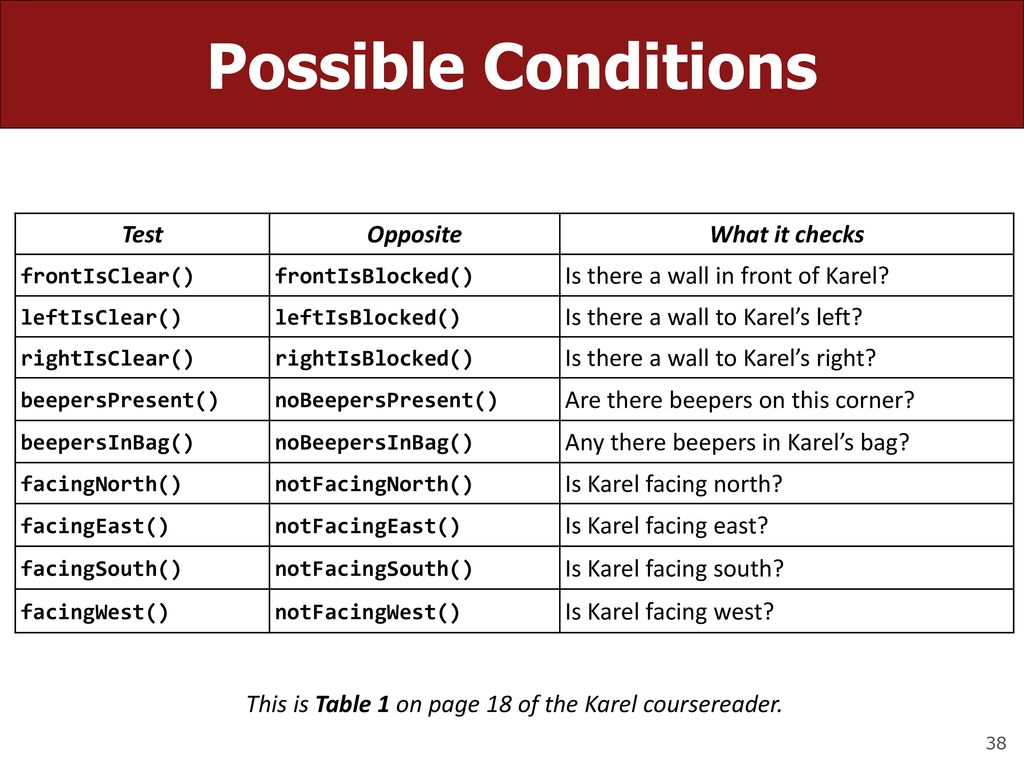 Possible Conditions
Test Opposite What it checks
frontIsClear() frontIsBlocked() Is there a wall in front of Karel?
leftIsClear() leftIsBlocked() Is there a wall to Karel’s left?
rightIsClear() rightIsBlocked() Is there a wall to Karel’s right?
beepersPresent() noBeepersPresent() Are there beepers on this corner?
beepersInBag() noBeepersInBag() Any there beepers in Karel’s bag?
facingNorth() notFacingNorth() Is Karel facing north?
facingEast() notFacingEast() Is Karel facing east?
facingSouth() notFacingSouth() Is Karel facing south?
facingWest() notFacingWest() Is Karel facing west?
This is Table 1 on page 18 of the Karel coursereader.
38